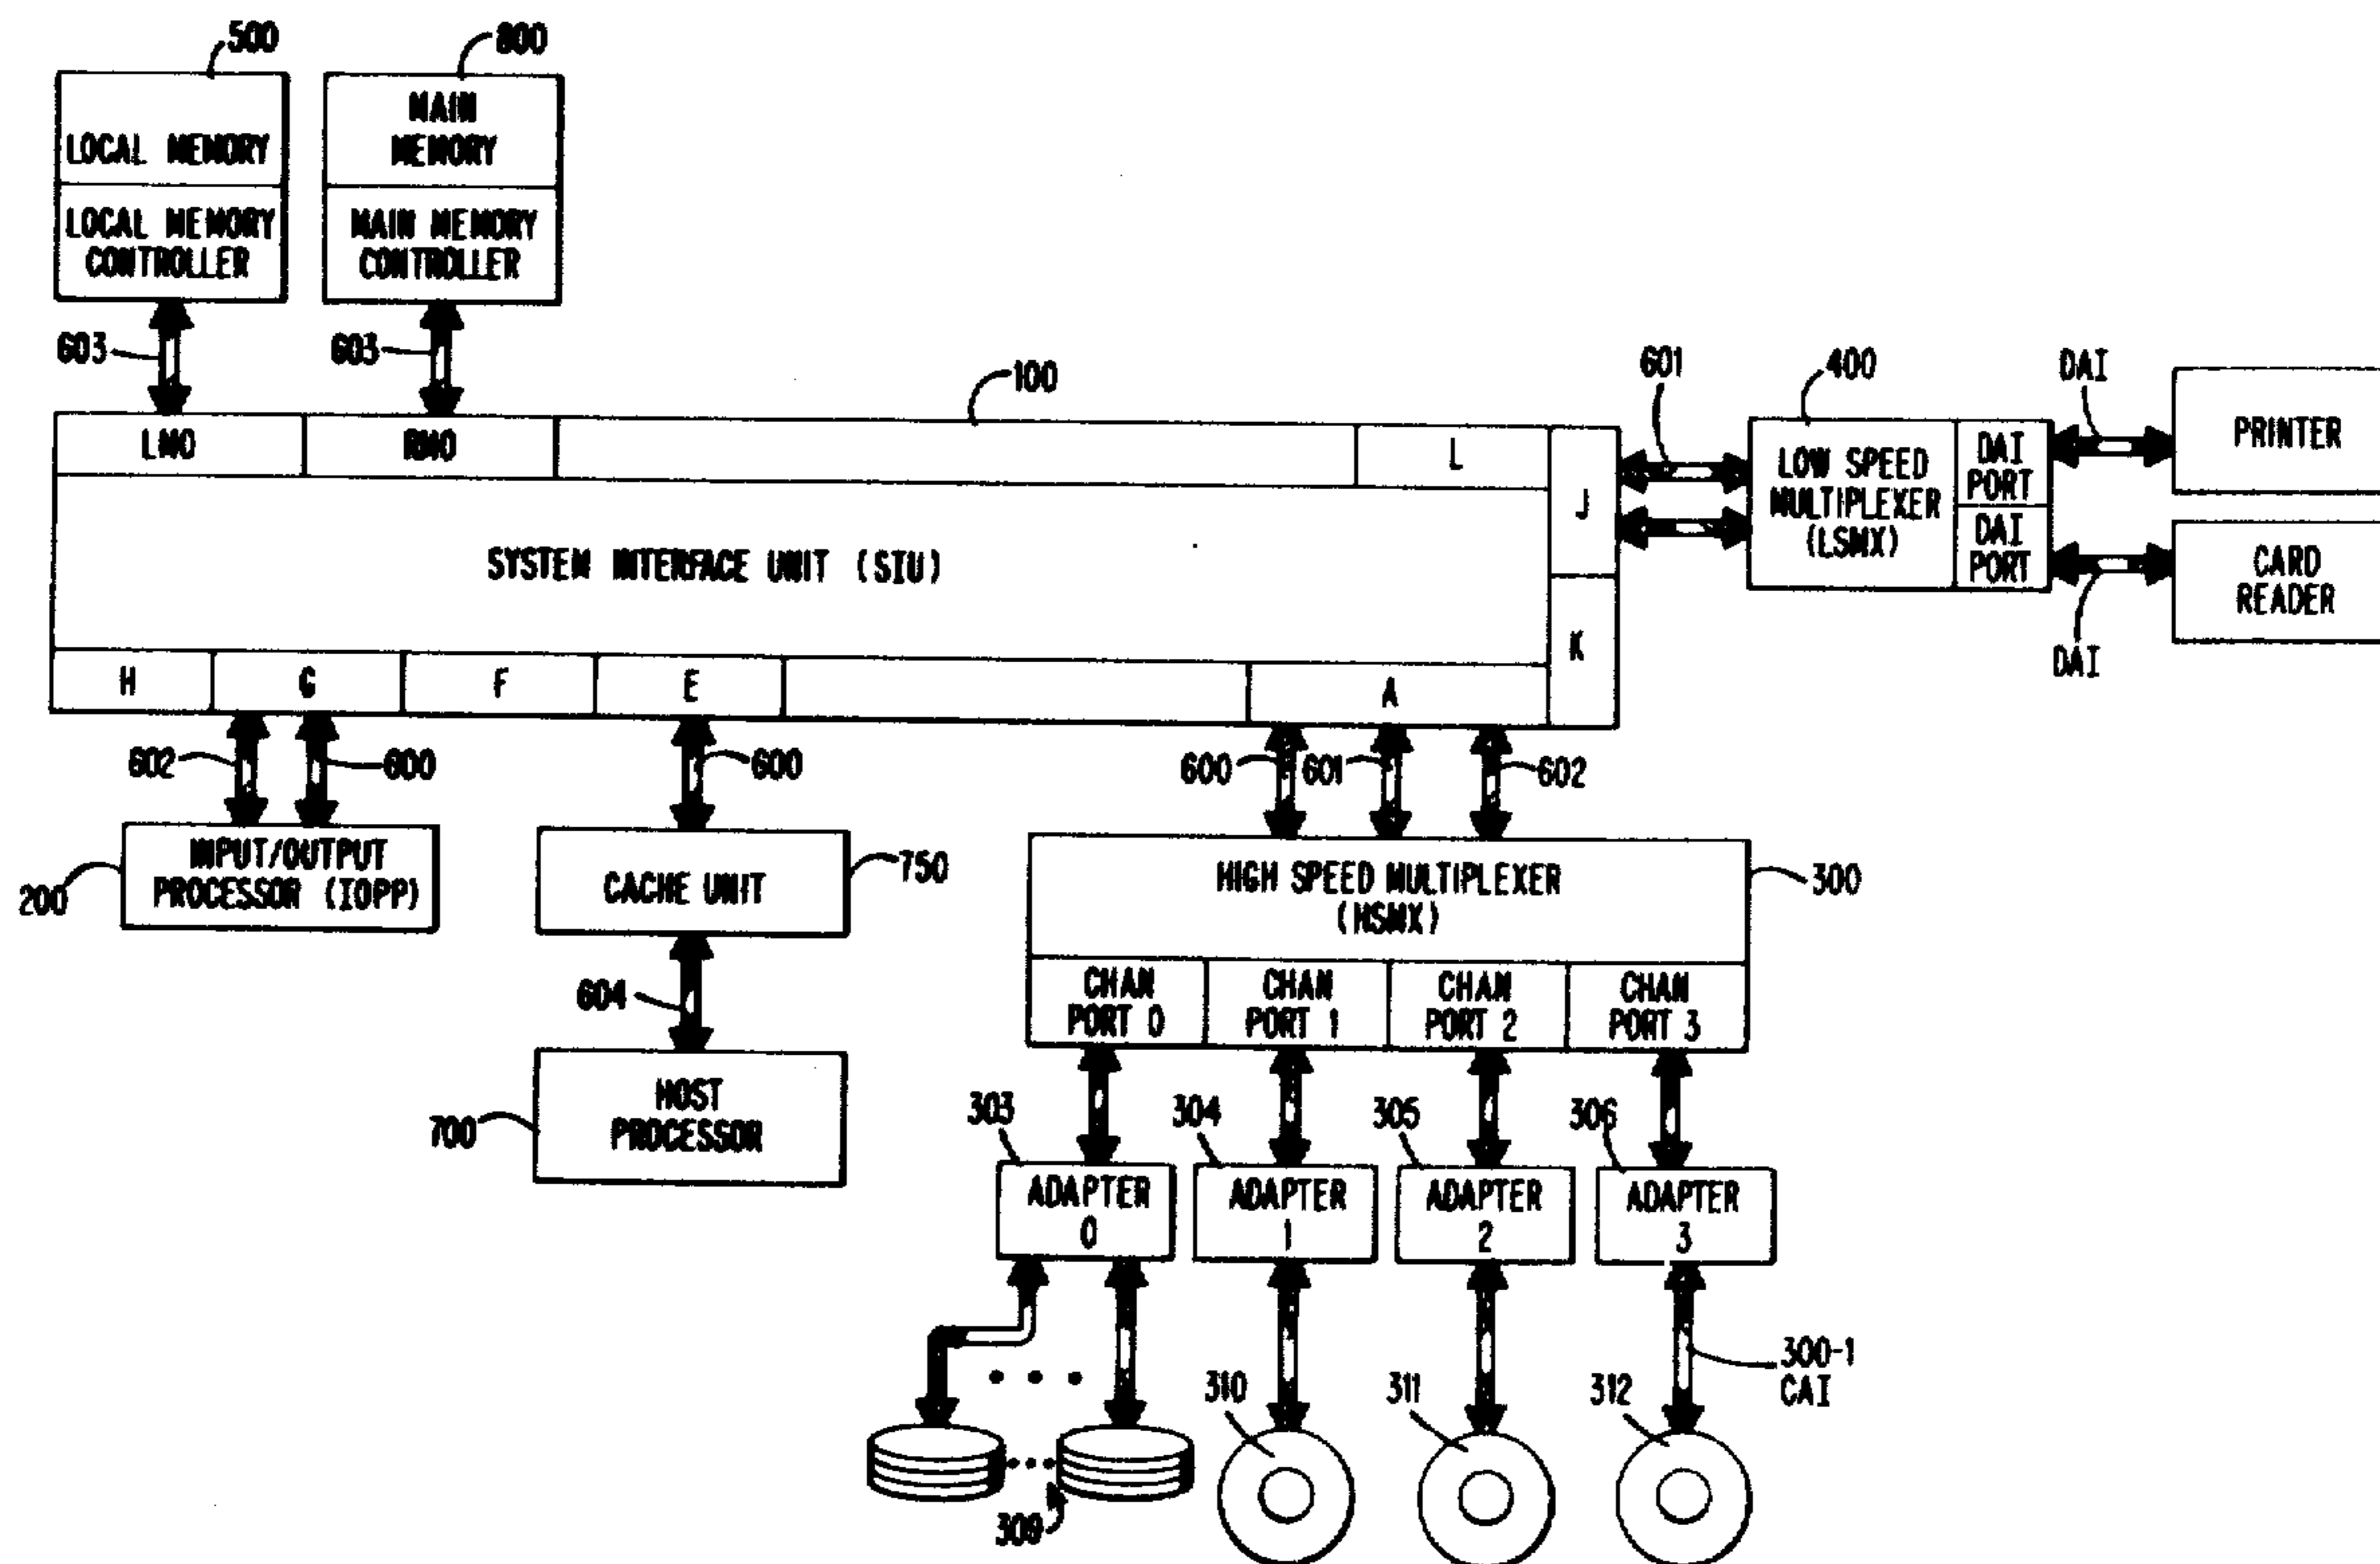 500
800
LOCAL MEMORY
LOCAL MEMORY
CONTROLLER
MAIN
MEMORY
MAIN MEMORY
CONTROLLER
603
603
100
601
400
DAI
LMO
RMO
L
J
K
SYSTEM INTERFACE UNIT (SIU)
H
G
F
E
A
LOW SPEED
MULTIPLEXER
(LSMX)
DAI
PORT
DAI
PORT
PRINTER
CARD
READER
DAI
602
600
600
600
601
602
200
INPUT/OUTPUT
PROCESSOR (IOPP)
CACHE UNIT
750
HIGH SPEED MULTIPLEXER
(HSMX)
300
604
CHAN
PORT 0
CHAN
PORT 1
CHAN
PORT 2
CHAN
PORT 3
700
HOST
PROCESSOR
303
304
305
306
ADAPTER
0
ADAPTER
1
ADAPTER
2
ADAPTER
3
300-1
CAI
310
311
312
309